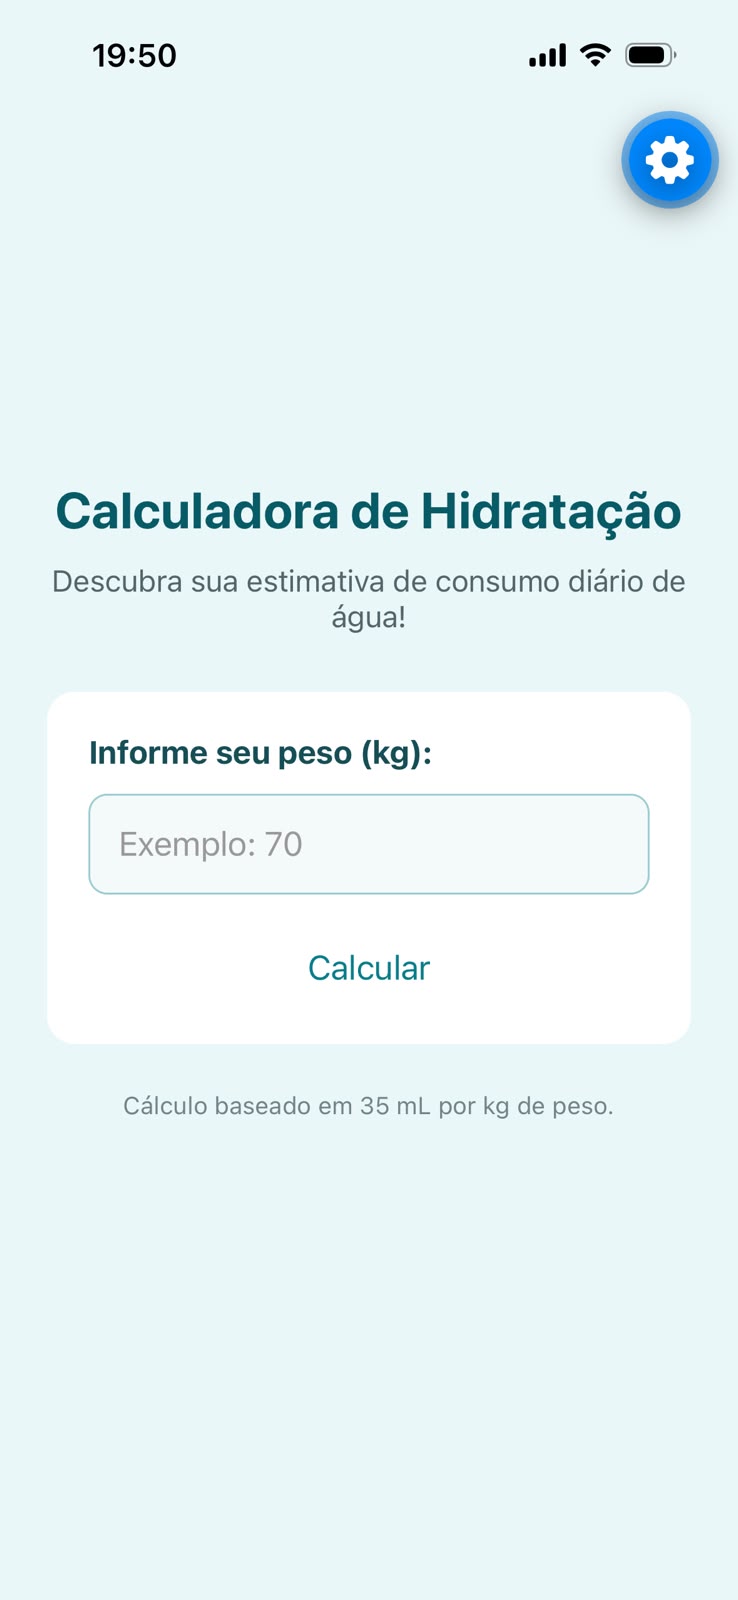 19:50
Calculadora de Hidratação
Descubra sua estimativa de consumo diário de
água!
Informe seu peso (kg):
Exemplo: 70
Calcular
Cálculo baseado em 35 mL por kg de peso.